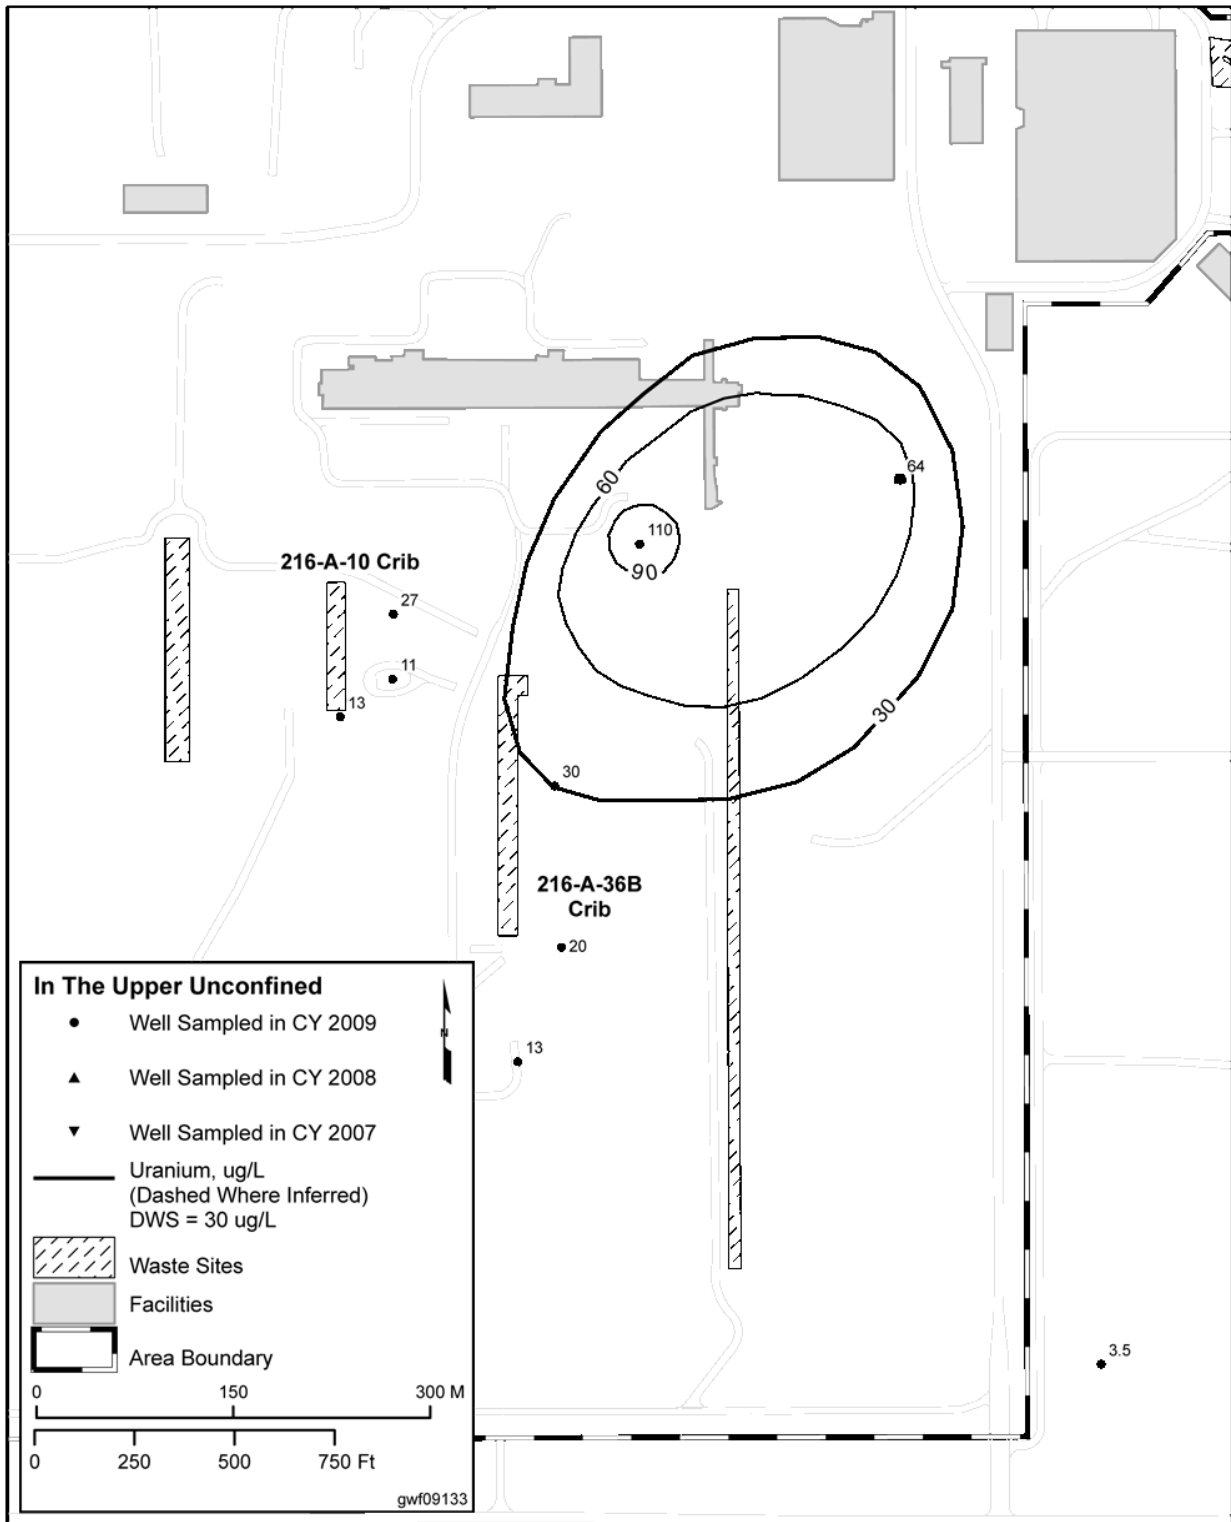 64
60
110
90
216-A-10 Crib
27
11
13
30
30
216-A-36B
Crib
20
13
3.5
In The Upper Unconfined
Well Sampled in CY 2009
N
Well Sampled in CY 2008
Well Sampled in CY 2007
Uranium, ug/L
(Dashed Where Inferred)
DWS = 30 ug/L
Waste Sites
Facilities
Area Boundary
0 150 300 M
0 250 500 750 Ft
gwf09133